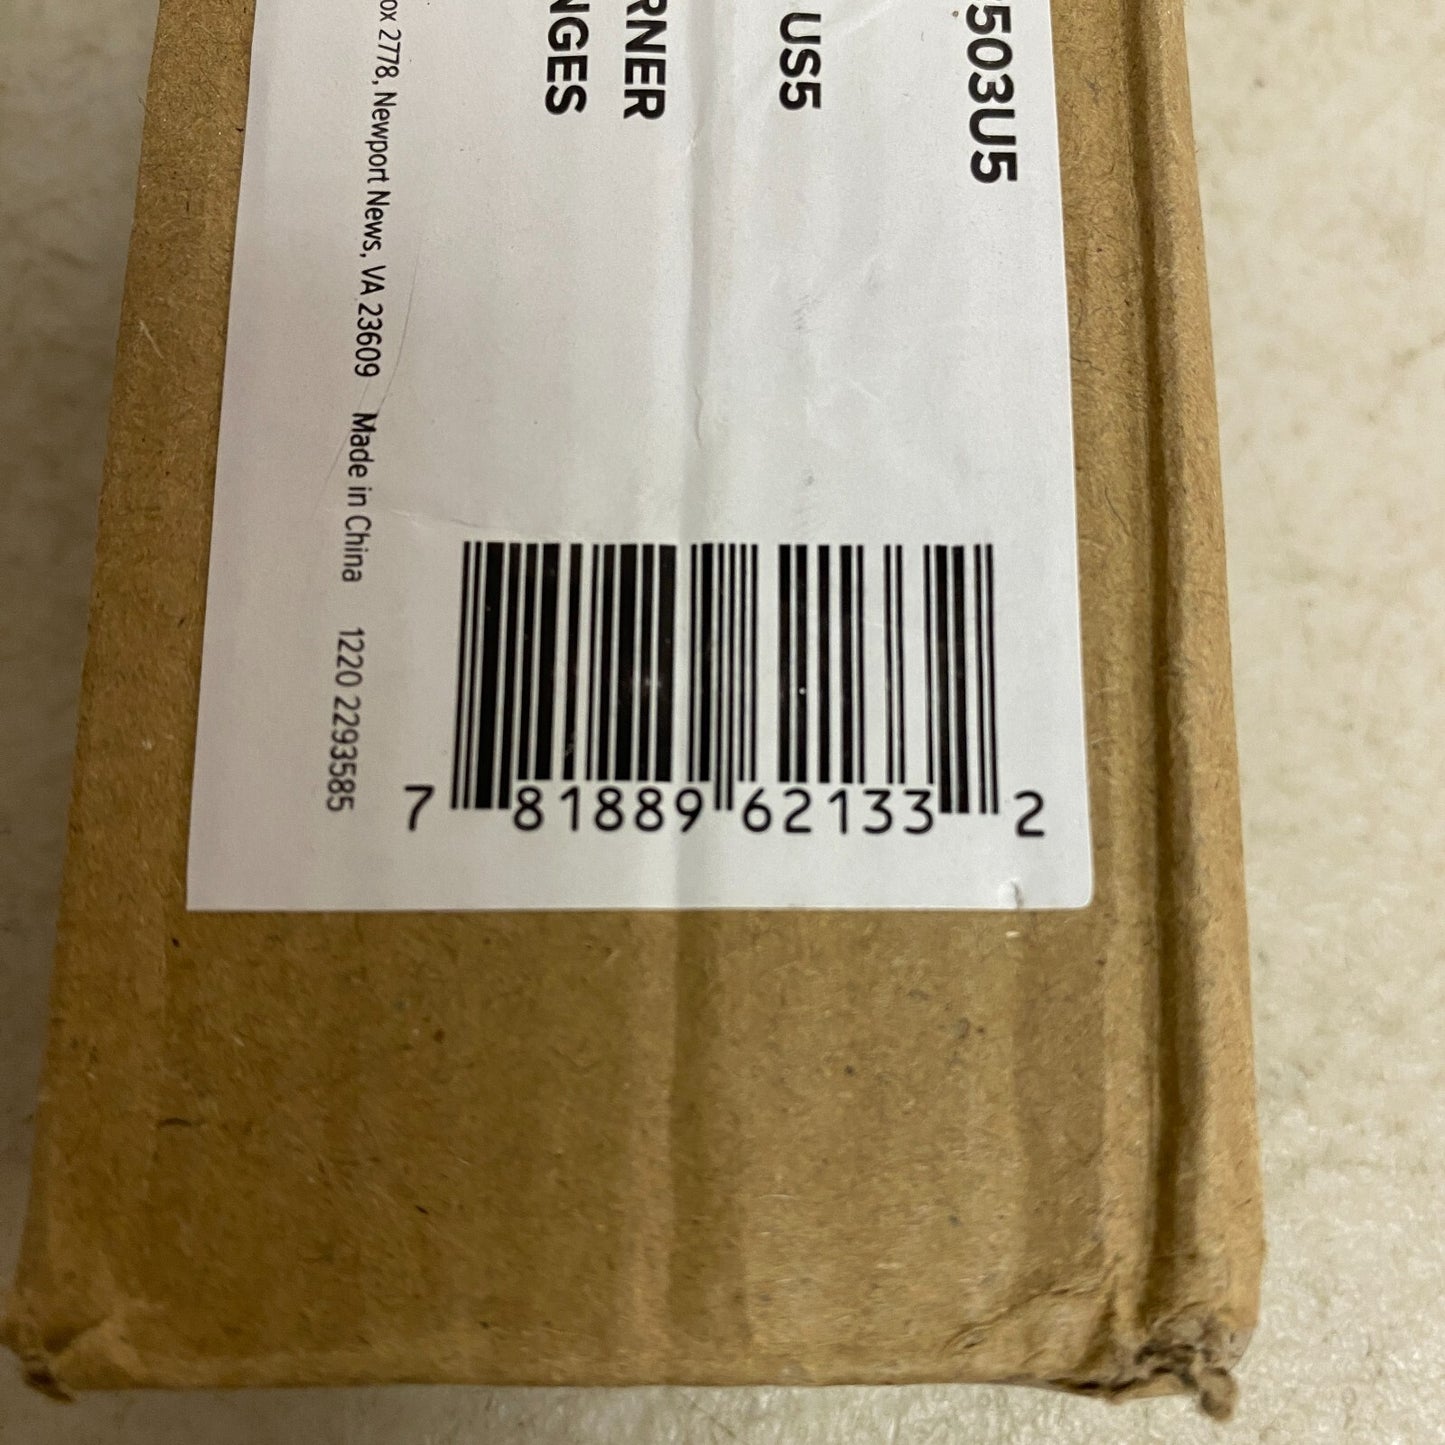 503U5
US5
RNER
NGES
ox 2778, Newport News, VA 23609 Made in China 1220 2293585
7 81889 62133 2